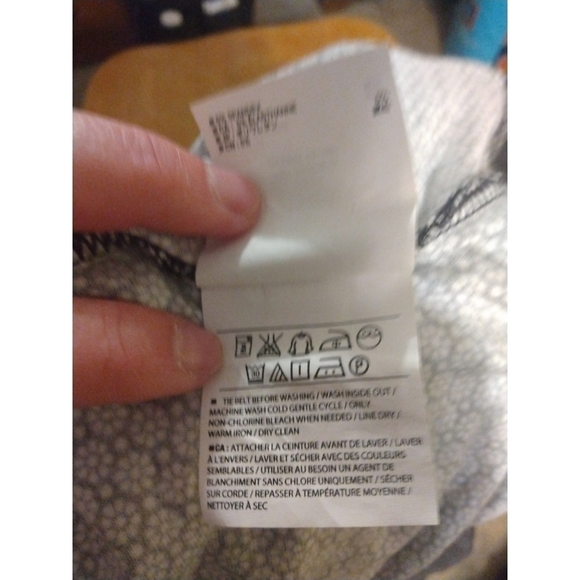 TIE BELT BEFORE WASHING / WASH INSIDE OUT /
MACHINE WASH COLD GENTLE CYCLE / ONLY
NON-CHLORINE BLEACH WHEN NEEDED / LINE DRY /
WARM IRON / DRY CLEAN
CA : ATTACHER LA CEINTURE AVANT DE LAVER / LAVER
À L'ENVERS / LAVER ET SÉCHER AVEC DES COULEURS
SEMBLABLES / UTILISER AU BESOIN UN AGENT DE
BLANCHIMENT SANS CHLORE UNIQUEMENT / SÉCHER
SUR CORDE / REPASSER À TEMPÉRATURE MOYENNE /
NETTOYER À SEC